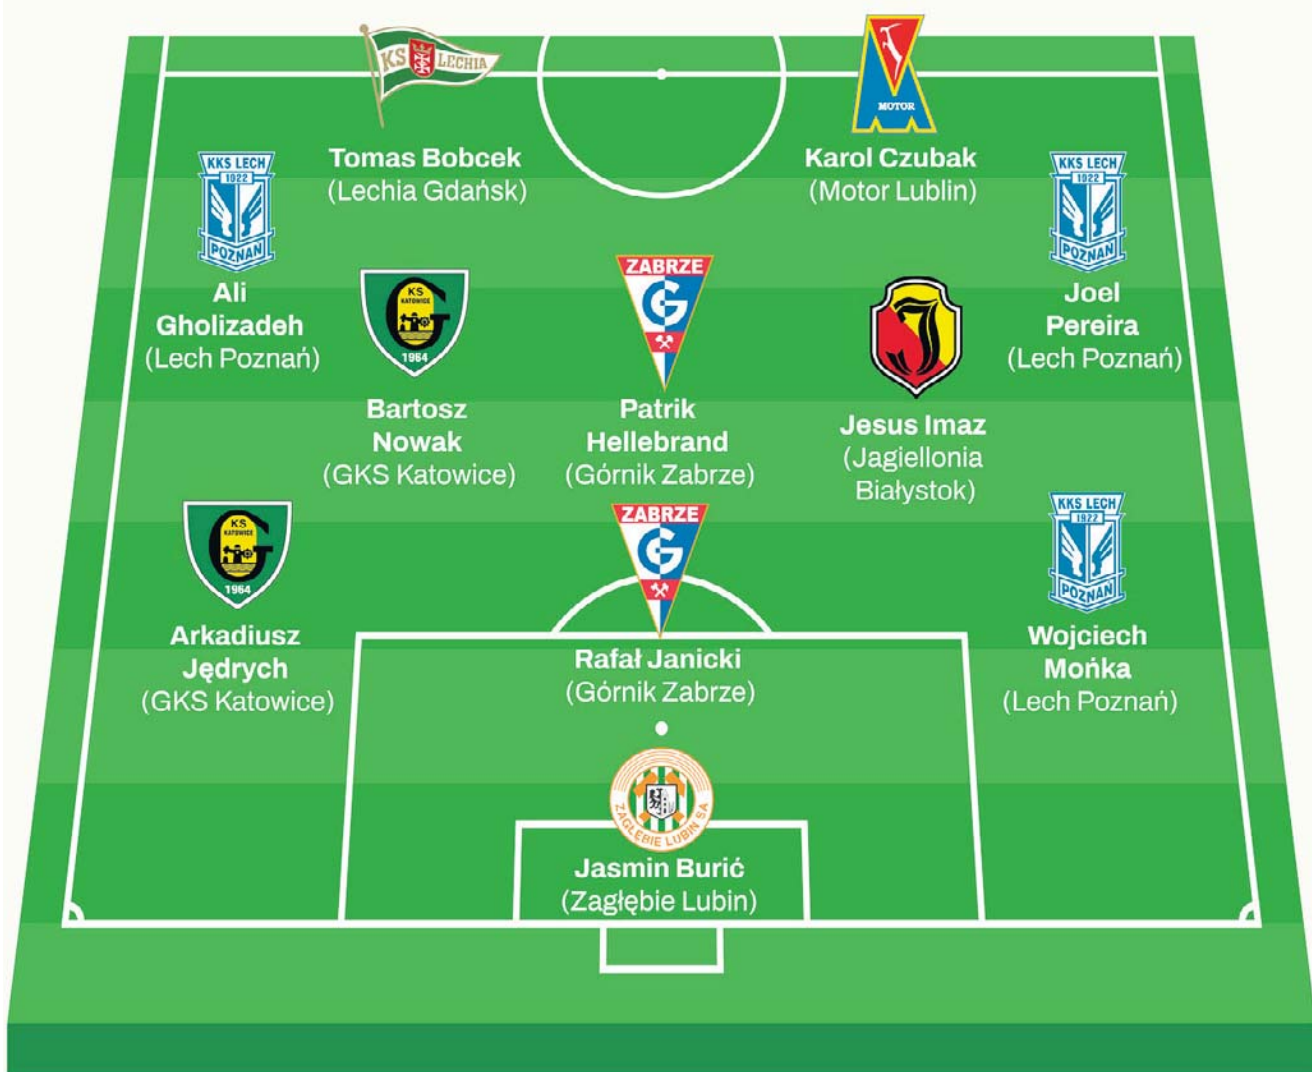 KS LECHIA
Tomas Bobcek
(Lechia Gdańsk)
MOTOR
Karol Czubak
(Motor Lublin)
KKS LECH
1922
POZNAŃ
Ali
Gholizadeh
(Lech Poznań)
KS
KATOWICE
G
1964
Bartosz
Nowak
(GKS Katowice)
ZABRZE
G
Patrik
Hellebrand
(Górnik Zabrze)
J
Jesus Imaz
(Jagiellonia
Białystok)
KKS LECH
1922
POZNAŃ
Joel
Pereira
(Lech Poznań)
KS
KATOWICE
G
1964
Arkadiusz
Jędrych
(GKS Katowice)
ZABRZE
G
Rafał Janicki
(Górnik Zabrze)
KKS LECH
1922
POZNAŃ
Wojciech
Mońka
(Lech Poznań)
ZAGŁĘBIE LUBIN SA
Jasmin Burić
(Zagłębie Lubin)